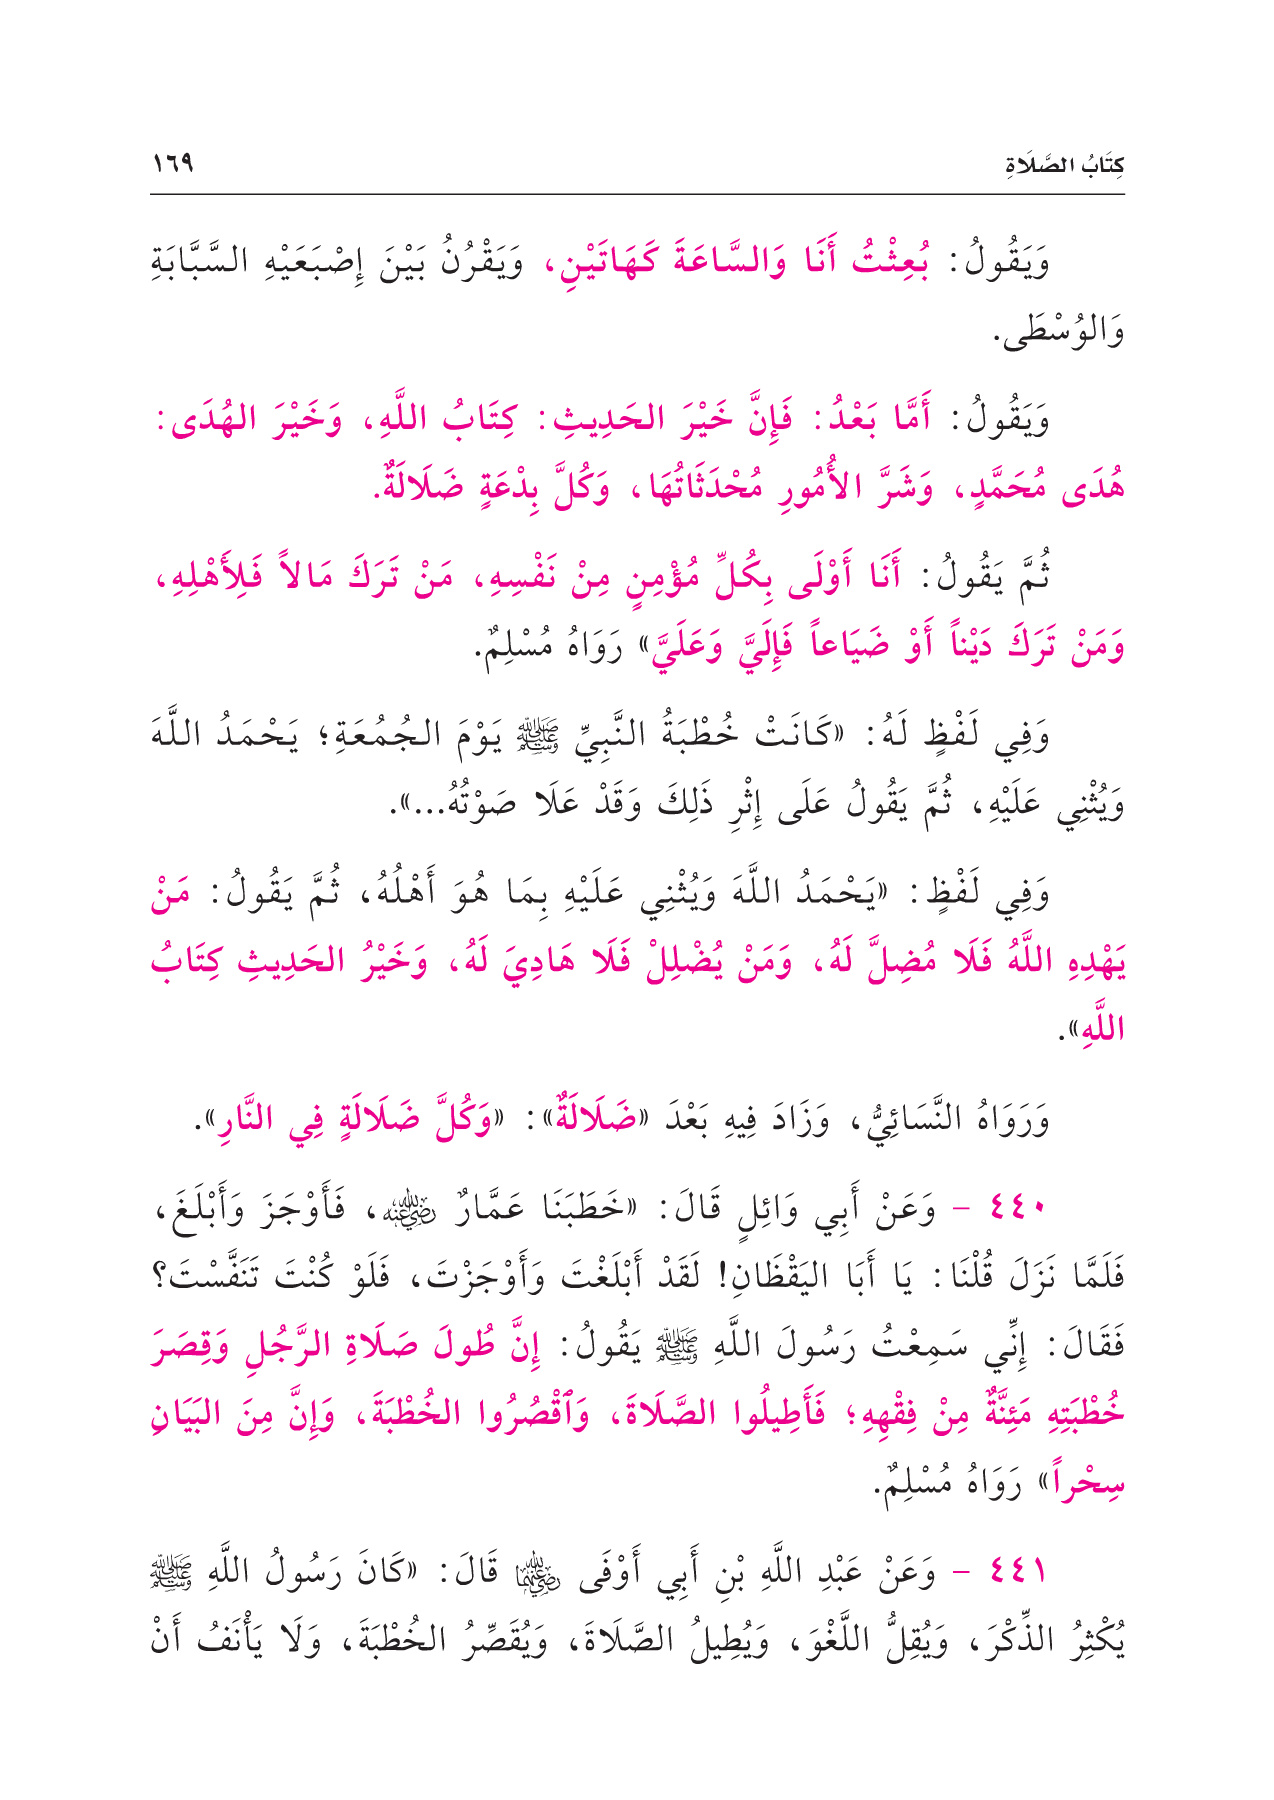 كِتَابُ الصَّلَاةِ ١٦٩
وَيَقُولُ: بُعِثْتُ أَنَا وَالسَّاعَةَ كَهَاتَيْنِ، وَيَقْرُنُ بَيْنَ إِصْبَعَيْهِ السَّبَّابَةِ
وَالوُسْطَى.
وَيَقُولُ: أَمَّا بَعْدُ: فَإِنَّ خَيْرَ الحَدِيثِ: كِتَابُ اللَّهِ، وَخَيْرَ الهُدَى:
هُدَى مُحَمَّدٍ، وَشَرَّ الأُمُورِ مُحْدَثَاتُهَا، وَكُلَّ بِدْعَةٍ ضَلَالَةٌ.
ثُمَّ يَقُولُ: أَنَا أَوْلَى بِكُلِّ مُؤْمِنٍ مِنْ نَفْسِهِ، مَنْ تَرَكَ مَالاً فَلِأَهْلِهِ،
وَمَنْ تَرَكَ دَيْناً أَوْ ضَيَاعاً فَإِلَيَّ وَعَلَيَّ» رَوَاهُ مُسْلِمٌ.
وَفِي لَفْظٍ لَهُ: «كَانَتْ خُطْبَةُ النَّبِيِّ ﷺ يَوْمَ الجُمُعَةِ؛ يَحْمَدُ اللَّهَ
وَيُثْنِي عَلَيْهِ، ثُمَّ يَقُولُ عَلَى إِثْرِ ذَلِكَ وَقَدْ عَلَا صَوْتُهُ...».
وَفِي لَفْظٍ: «يَحْمَدُ اللَّهَ وَيُثْنِي عَلَيْهِ بِمَا هُوَ أَهْلُهُ، ثُمَّ يَقُولُ: مَنْ
يَهْدِهِ اللَّهُ فَلَا مُضِلَّ لَهُ، وَمَنْ يُضْلِلْ فَلَا هَادِيَ لَهُ، وَخَيْرُ الحَدِيثِ كِتَابُ
اللَّهِ».
وَرَوَاهُ النَّسَائِيُّ، وَزَادَ فِيهِ بَعْدَ «ضَلَالَةٌ»: «وَكُلَّ ضَلَالَةٍ فِي النَّارِ».
٤٤٠ – وَعَنْ أَبِي وَائِلٍ قَالَ: «خَطَبَنَا عَمَّارٌ رضي الله عنه، فَأَوْجَزَ وَأَبْلَغَ،
فَلَمَّا نَزَلَ قُلْنَا: يَا أَبَا اليَقْظَانِ! لَقَدْ أَبْلَغْتَ وَأَوْجَزْتَ، فَلَوْ كُنْتَ تَنَفَّسْتَ؟
فَقَالَ: إِنِّي سَمِعْتُ رَسُولَ اللَّهِ ﷺ يَقُولُ: إِنَّ طُولَ صَلَاةِ الرَّجُلِ وَقِصَرَ
خُطْبَتِهِ مَئِنَّةٌ مِنْ فِقْهِهِ؛ فَأَطِيلُوا الصَّلَاةَ، وَٱقْصُرُوا الخُطْبَةَ، وَإِنَّ مِنَ البَيَانِ
سِحْراً» رَوَاهُ مُسْلِمٌ.
٤٤١ – وَعَنْ عَبْدِ اللَّهِ بْنِ أَبِي أَوْفَى رضي الله عنهما قَالَ: «كَانَ رَسُولُ اللَّهِ ﷺ
يُكْثِرُ الذِّكْرَ، وَيُقِلُّ اللَّغْوَ، وَيُطِيلُ الصَّلَاةَ، وَيُقَصِّرُ الخُطْبَةَ، وَلَا يَأْنَفُ أَنْ